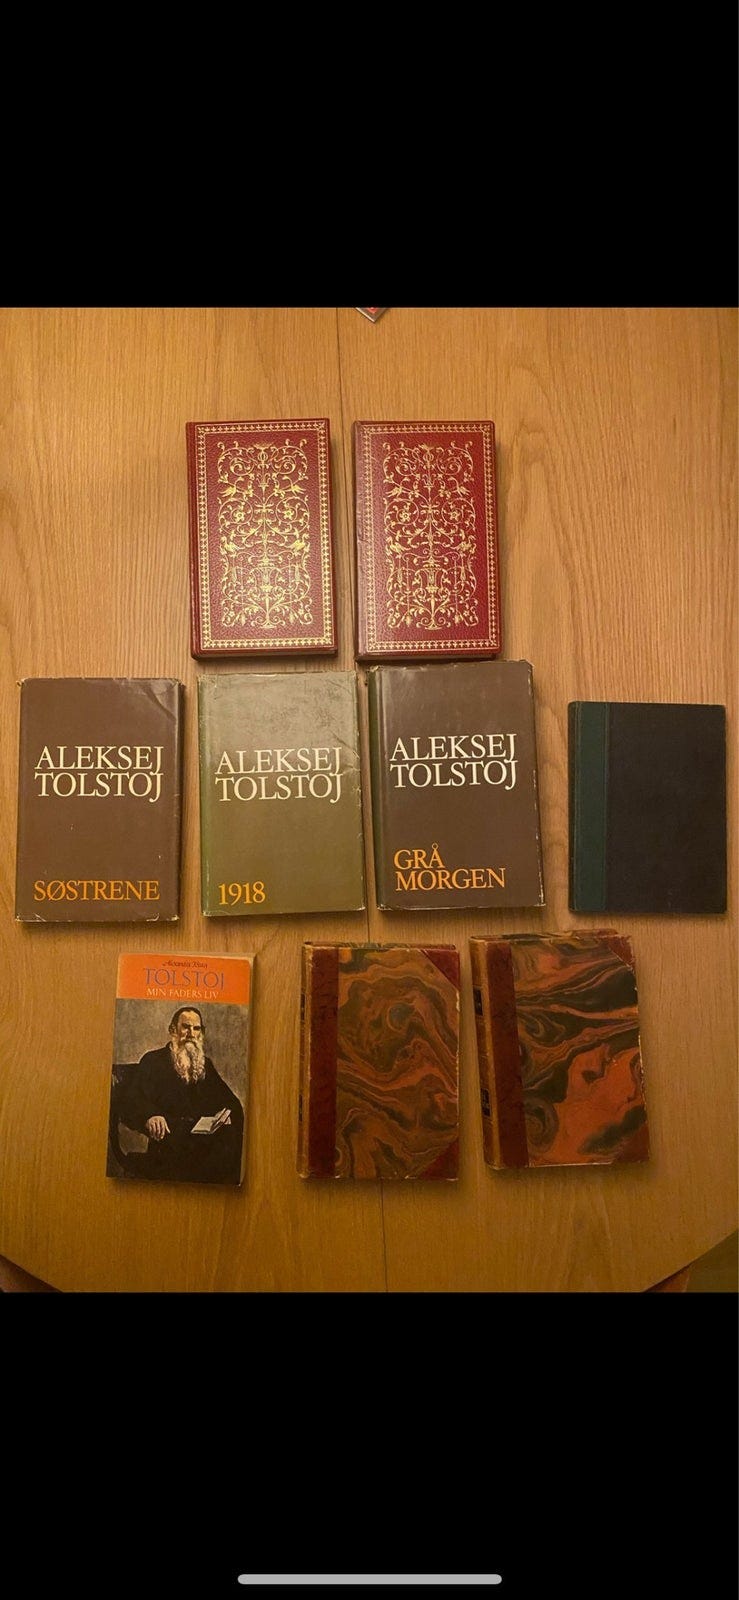 ALEKSEJ
TOLSTOJ
SØSTRENE
ALEKSEJ
TOLSTOJ
1918
ALEKSEJ
TOLSTOJ
GRÅ
MORGEN
TOLSTOJ
MIN FADERS LIV